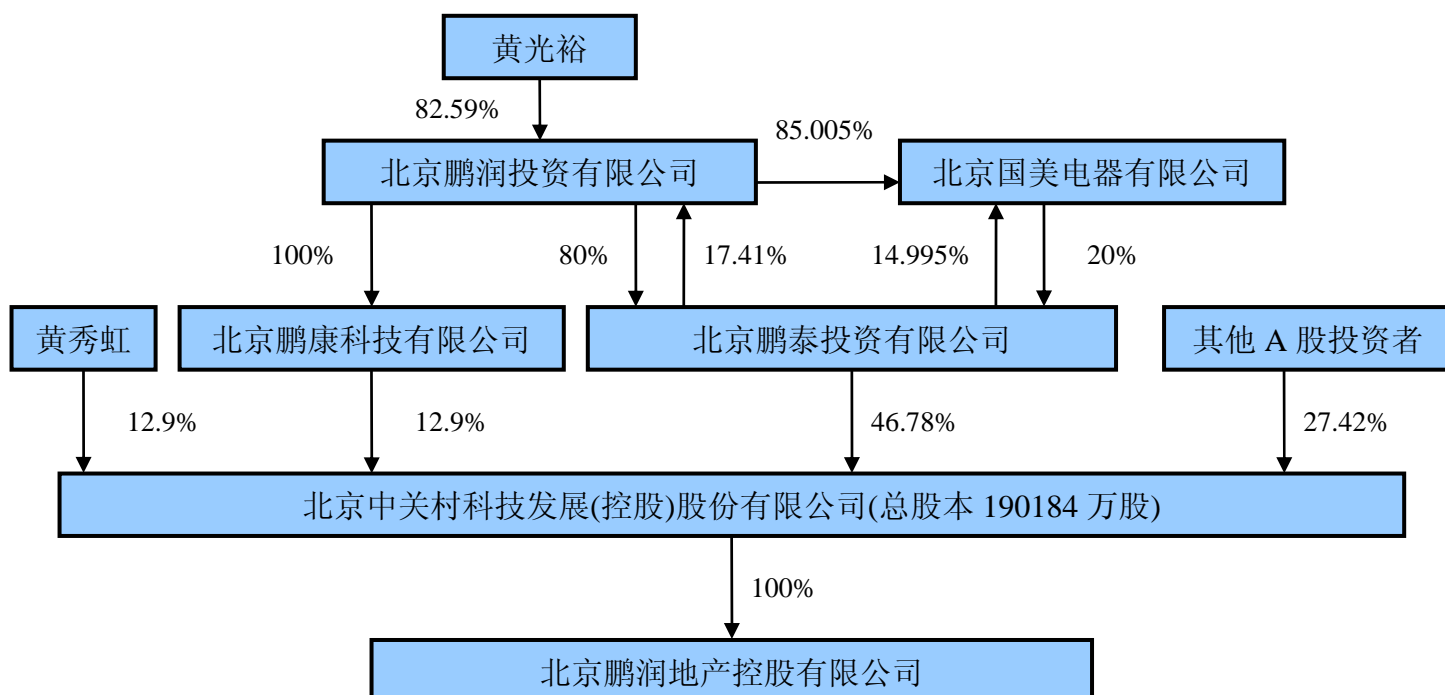 黄光裕
82.59%
85.005%
北京鹏润投资有限公司
北京国美电器有限公司
100%
80%
17.41%
14.995%
20%
黄秀虹
北京鹏康科技有限公司
北京鹏泰投资有限公司
其他 A 股投资者
12.9%
12.9%
46.78%
27.42%
北京中关村科技发展(控股)股份有限公司(总股本 190184 万股)
100%
北京鹏润地产控股有限公司